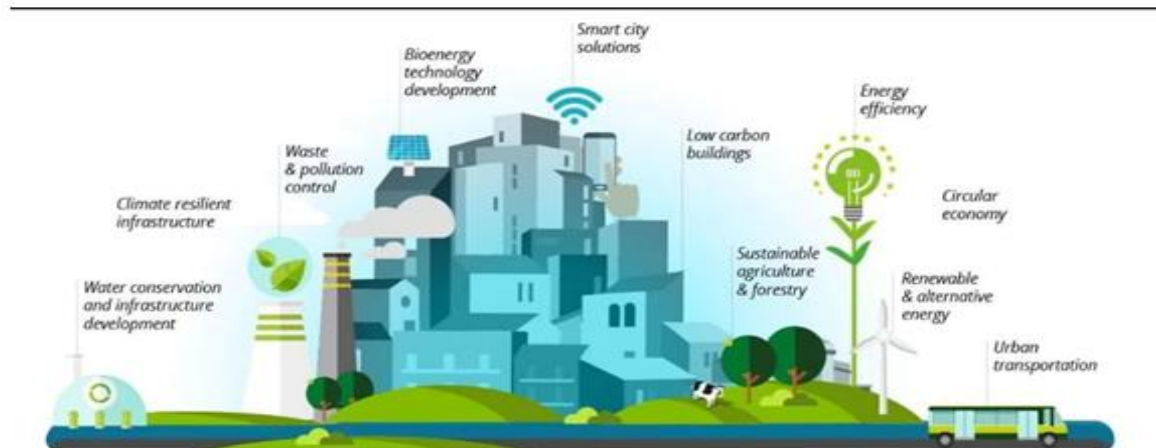 Smart city
solutions
Bioenergy
technology
development
Energy
efficiency
Waste
& pollution
control
Low carbon
buildings
Climate resilient
infrastructure
Circular
economy
Sustainable
agriculture
& forestry
Renewable
& alternative
energy
Water conservation
and infrastructure
development
Urban
transportation